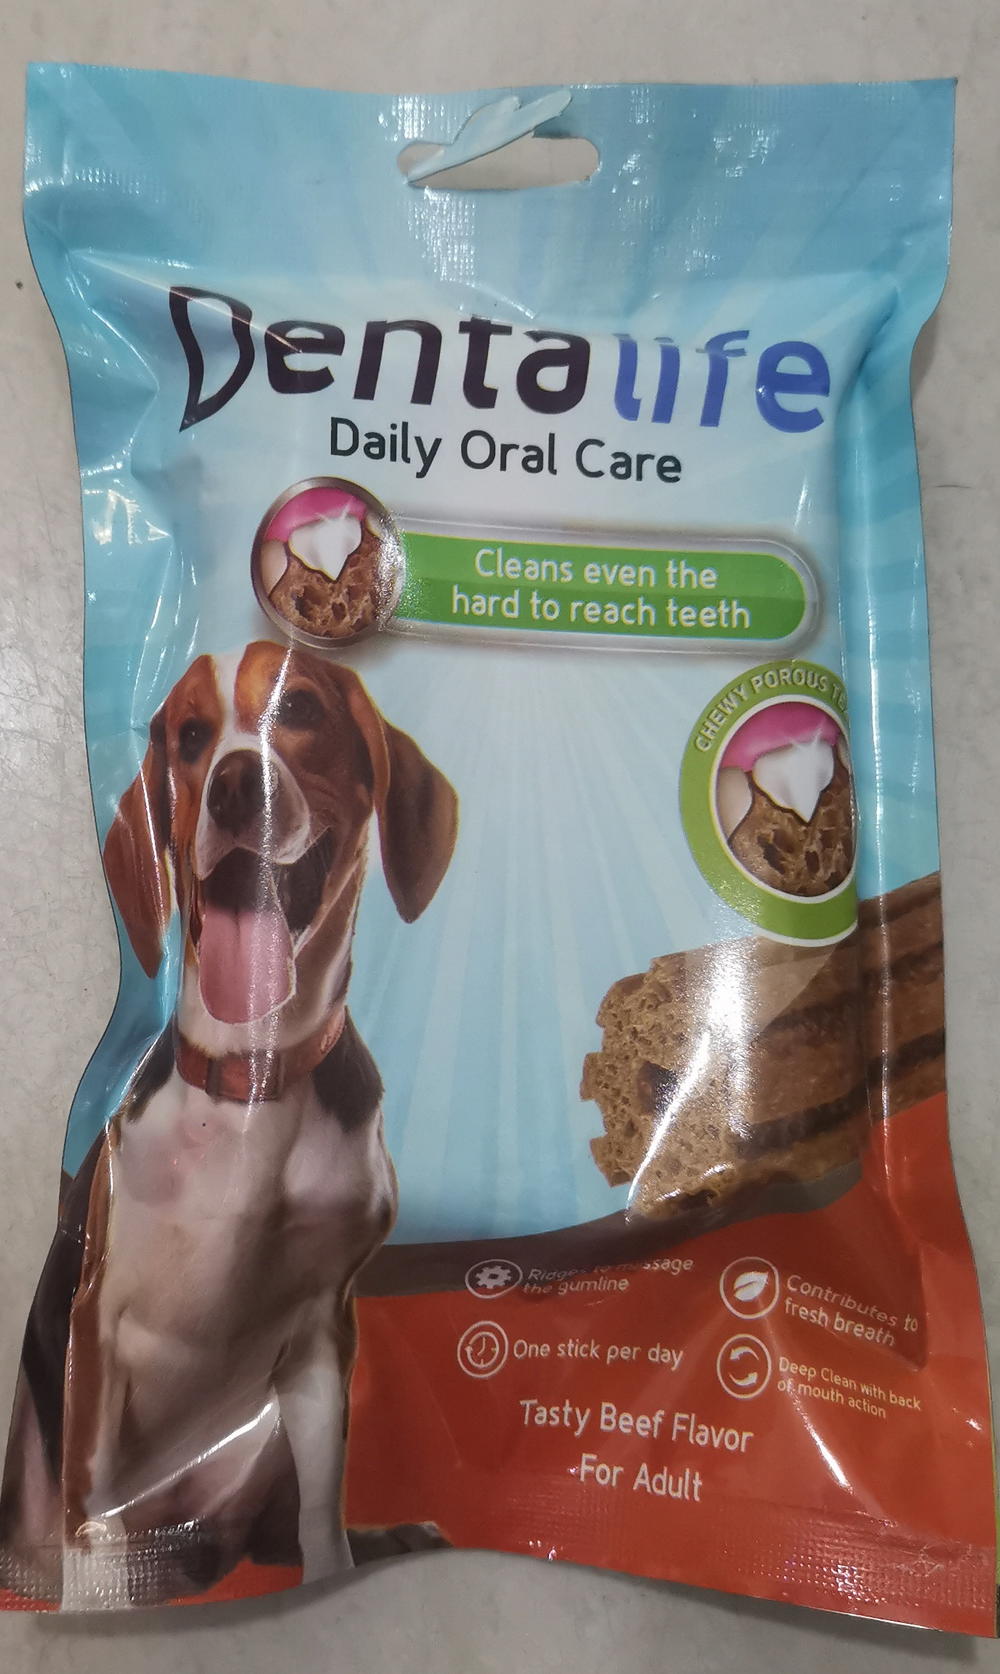 Dentalife
Daily Oral Care
Cleans even the
hard to reach teeth
CHEWY POROUS
Ridges to massage
the gumline
Contributes to
fresh breath
One stick per day
Deep Clean with back
of mouth action
Tasty Beef Flavor
For Adult